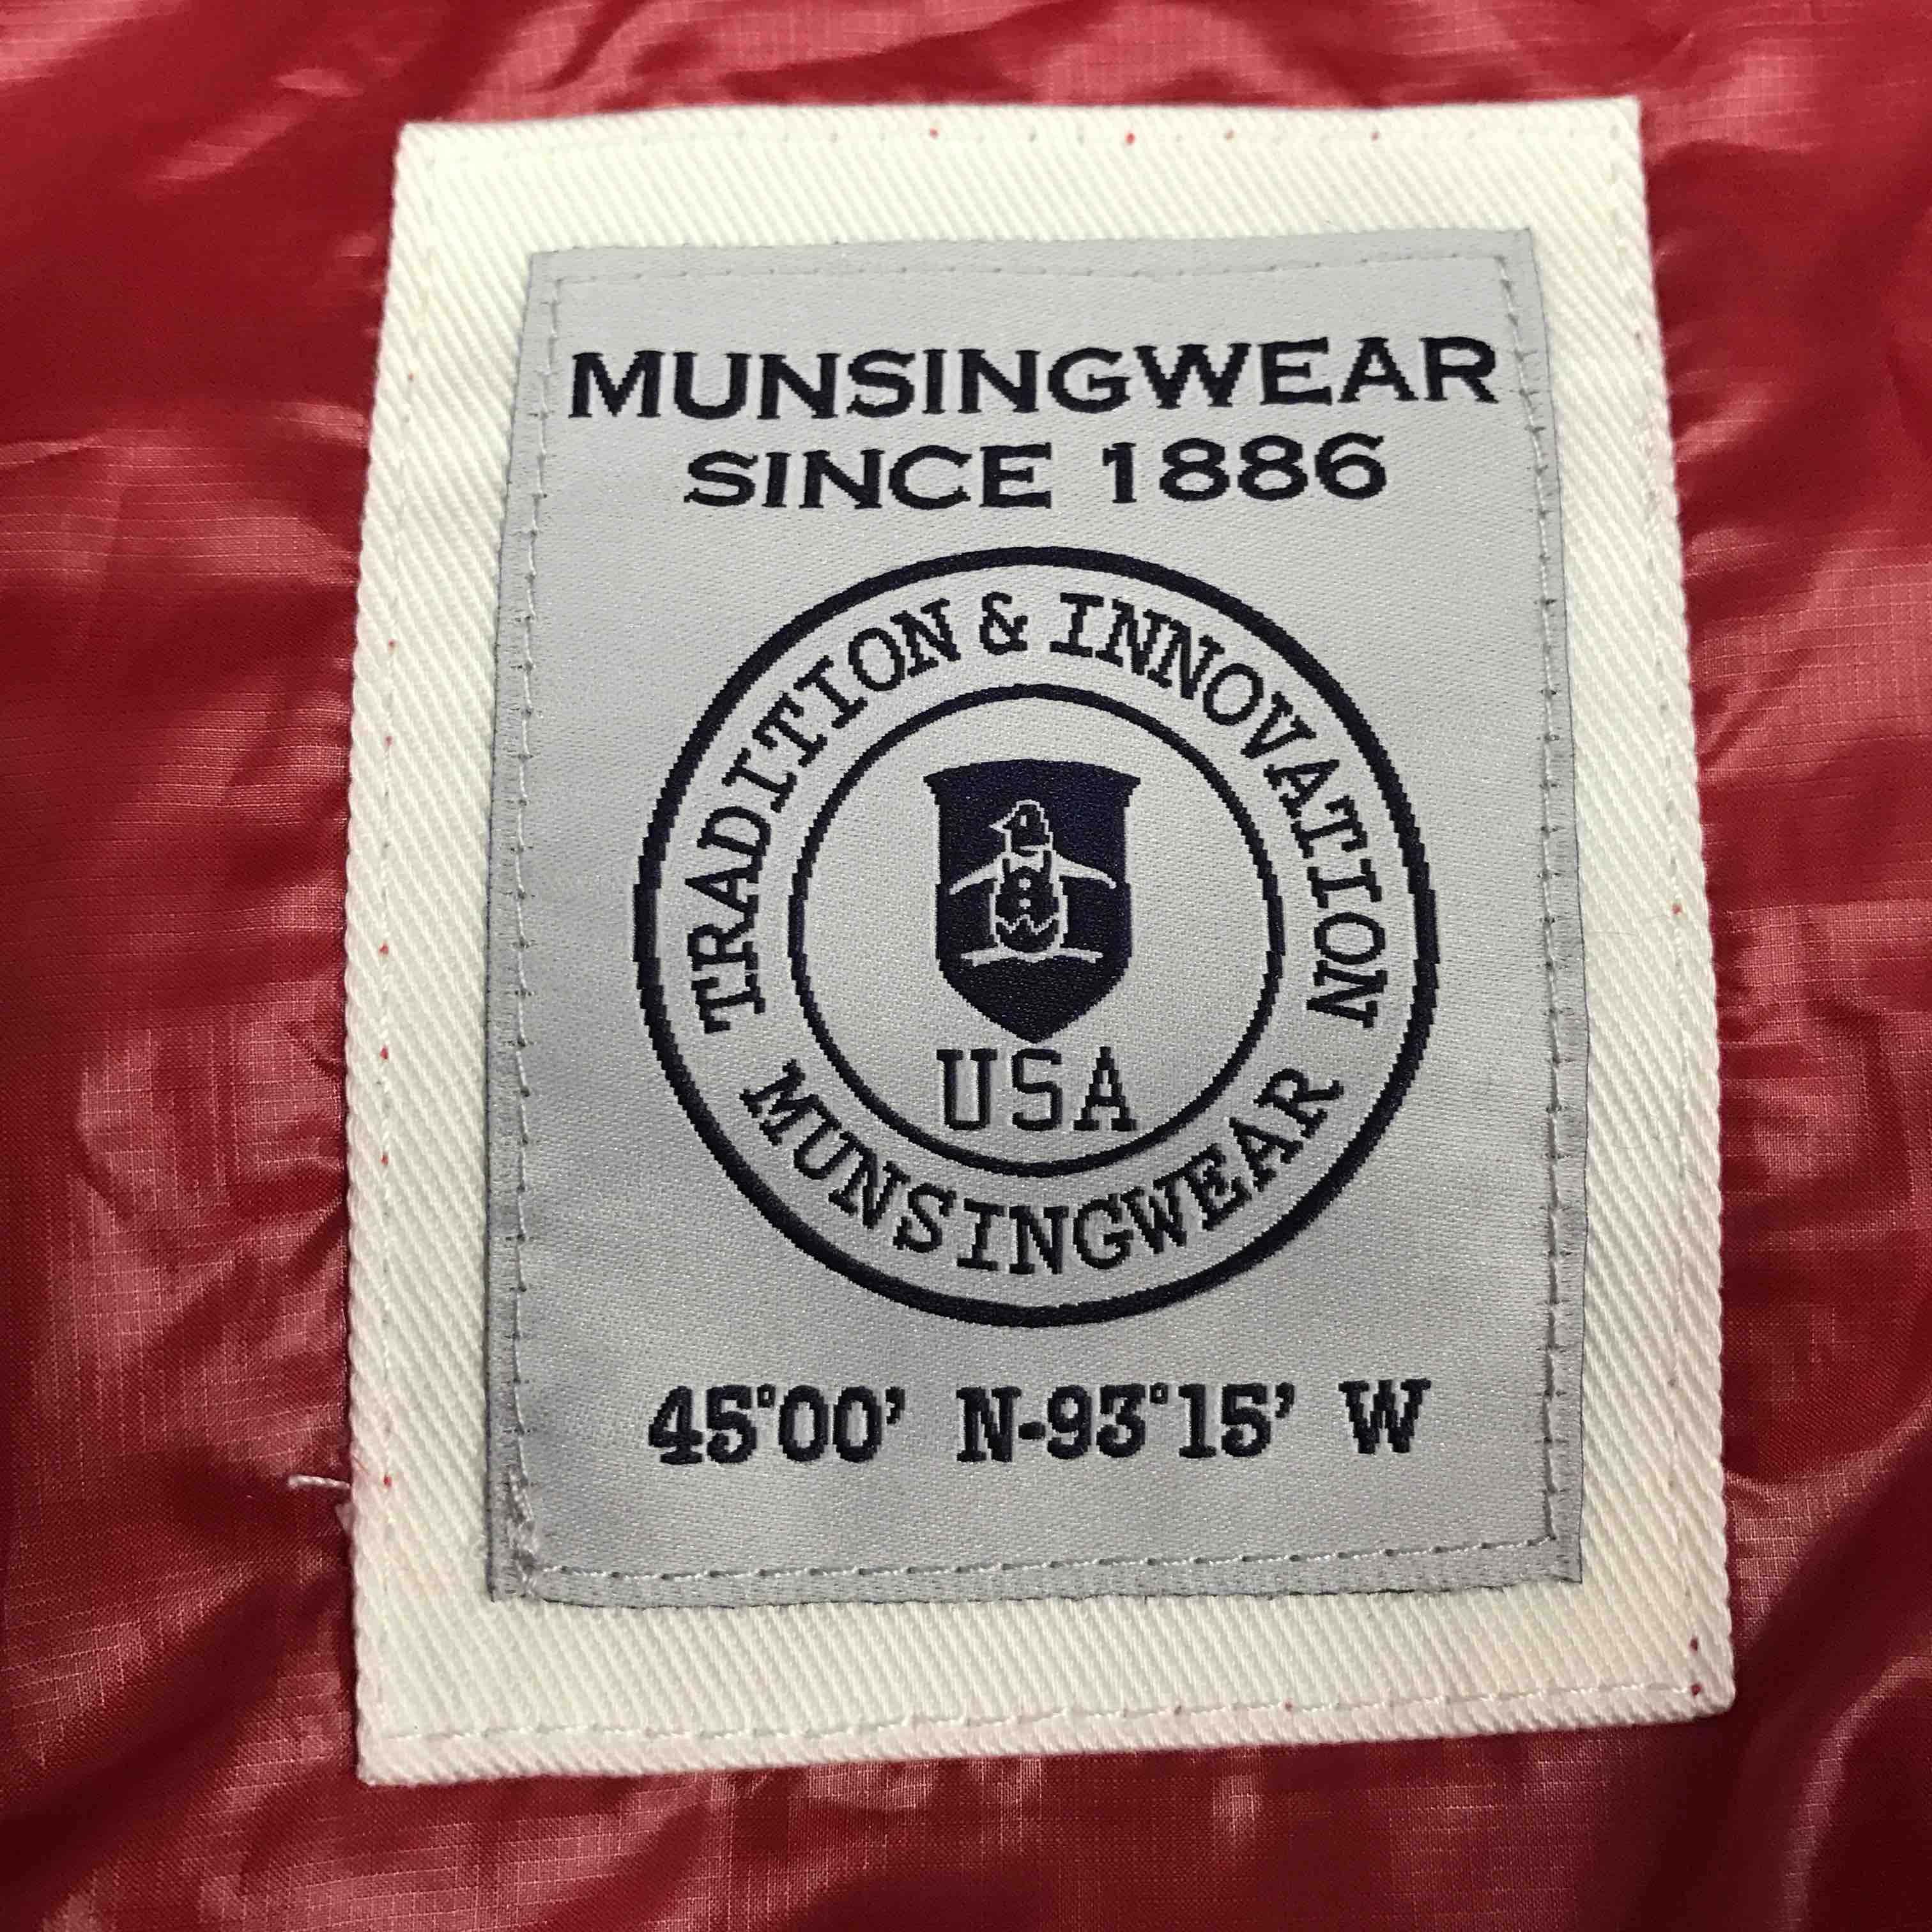 MUNSINGWEAR
SINCE 1886
TRADITION & INNOVATION
USA
MUNSINGWEAR
45°00’ N-93°15’ W